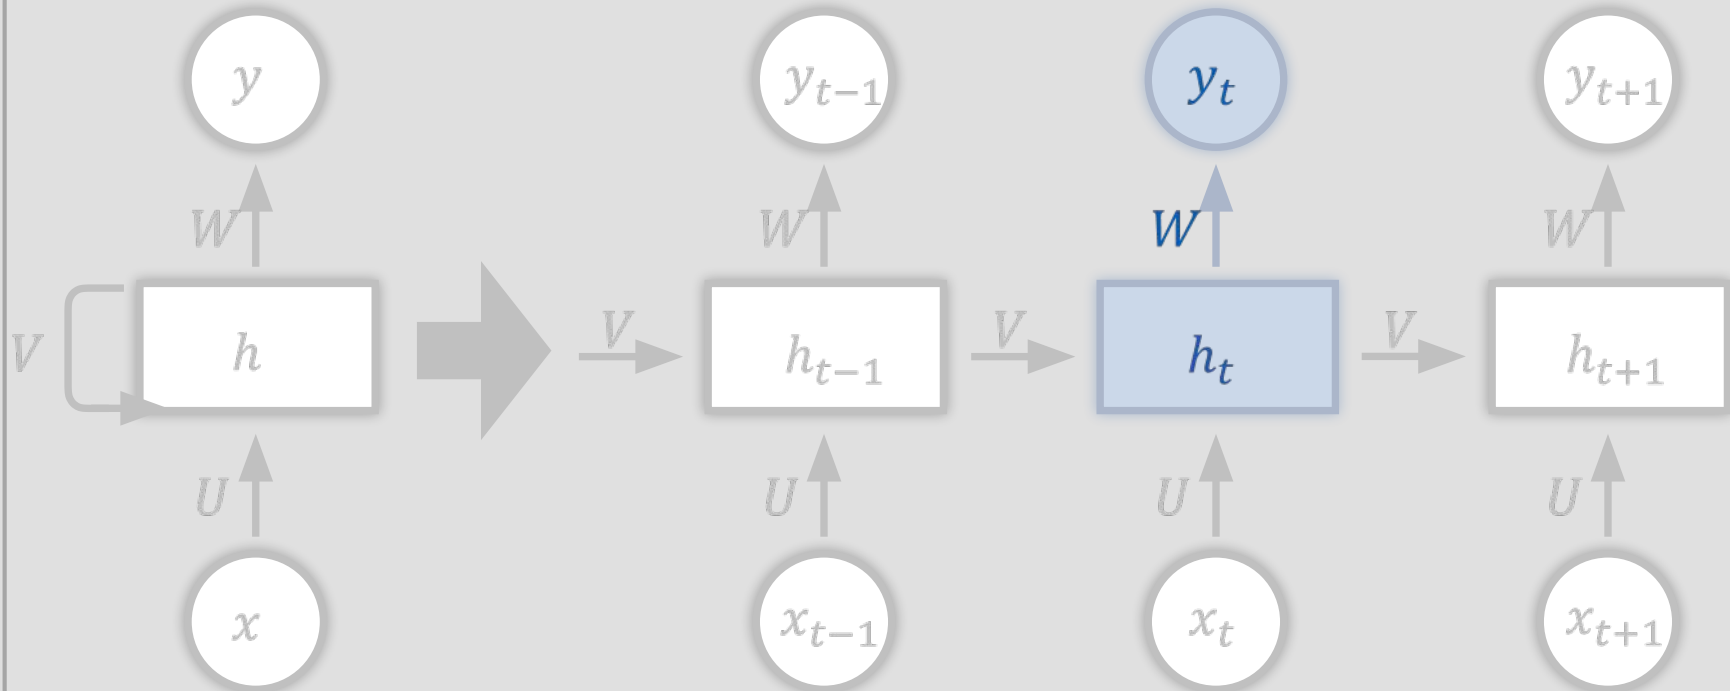 y y_{t−1} y_t y_{t+1}
W W W W
V h V h_{t−1} V h_t V h_{t+1}
U U U U
x x_{t−1} x_t x_{t+1}